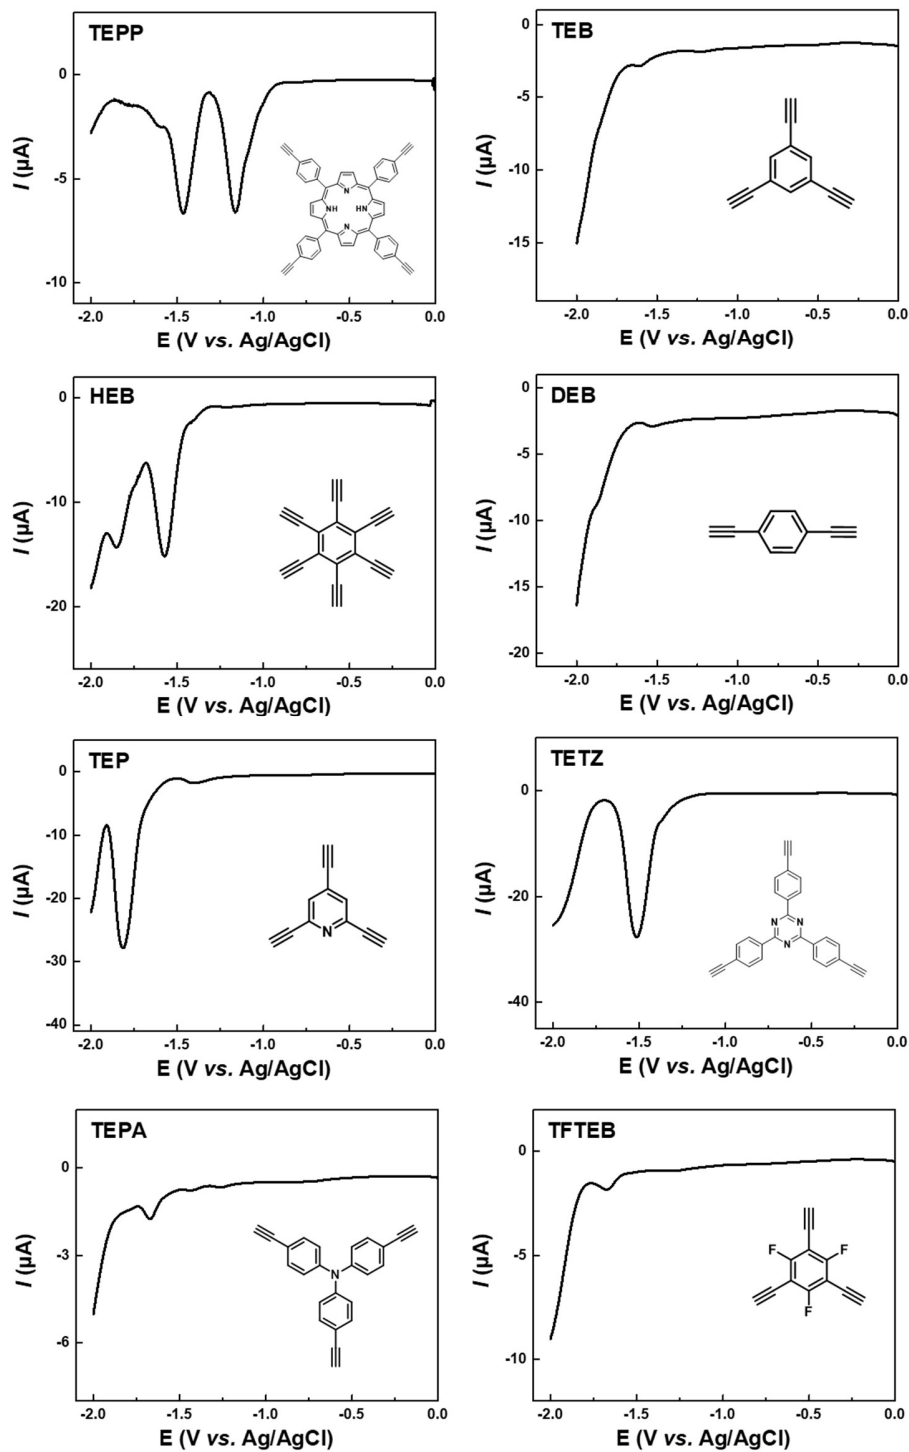 TEPP
0
-5
-10
I (µA)
N
NH
HN
N
-2.0 -1.5 -1.0 -0.5 0.0
E (V vs. Ag/AgCl)
TEB
0
-5
-10
-15
I (µA)
-2.0 -1.5 -1.0 -0.5 0.0
E (V vs. Ag/AgCl)
HEB
0
-10
-20
I (µA)
-2.0 -1.5 -1.0 -0.5 0.0
E (V vs. Ag/AgCl)
DEB
0
-5
-10
-15
-20
I (µA)
-2.0 -1.5 -1.0 -0.5 0.0
E (V vs. Ag/AgCl)
TEP
0
-10
-20
-30
-40
I (µA)
N
-2.0 -1.5 -1.0 -0.5 0.0
E (V vs. Ag/AgCl)
TETZ
0
-20
-40
I (µA)
N
N
N
-2.0 -1.5 -1.0 -0.5 0.0
E (V vs. Ag/AgCl)
TEPA
0
-3
-6
I (µA)
N
-2.0 -1.5 -1.0 -0.5 0.0
E (V vs. Ag/AgCl)
TFTEB
0
-5
-10
I (µA)
F
F
F
-2.0 -1.5 -1.0 -0.5 0.0
E (V vs. Ag/AgCl)